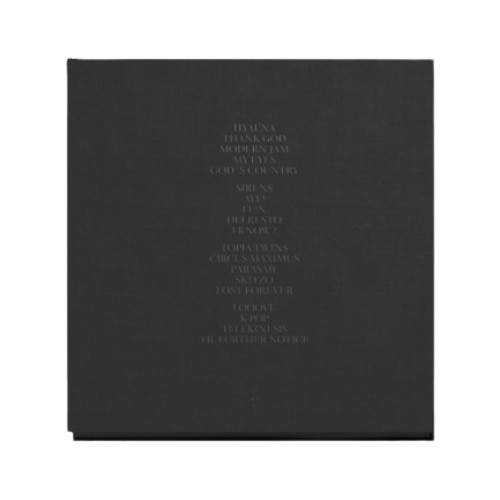 HYAENA
THANK GOD
MODERN JAM
MY EYES
GOD'S COUNTRY
SIRENS
AYE!
FE!N
DELRESTO
I KNOW ?
TOPIA TWINS
CIRCUS MAXIMUS
PARASAIL
SKITZO
LOST FOREVER
LOOOVE
K POP
TELEKINESIS
TIL FURTHER NOTICE